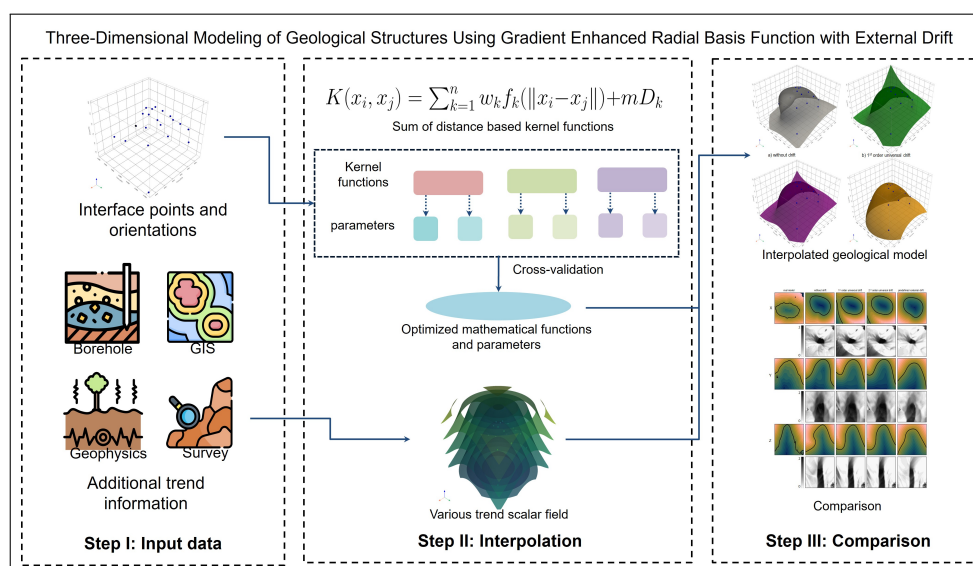 Three-Dimensional Modeling of Geological Structures Using Gradient Enhanced Radial Basis Function with External Drift
Interface points and
orientations
Borehole
GIS
Geophysics
Survey
Additional trend
information
Step I: Input data
K(x_i, x_j) = ∑_{k=1}^{n} w_k f_k(‖x_i−x_j‖)+mD_k
Sum of distance based kernel functions
Kernel
functions
parameters
Cross-validation
Optimized mathematical functions
and parameters
Various trend scalar field
Step II: Interpolation
a) without drift
b) 1st order universal drift
Interpolated geological model
X
Y
Z
Comparison
Step III: Comparison